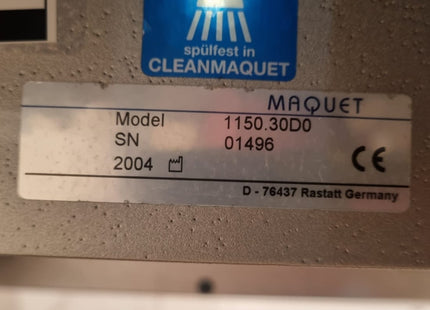 spülfest in
CLEANMAQUET
MAQUET
Model 1150.30D0
SN 01496
2004 CE
D - 76437 Rastatt Germany